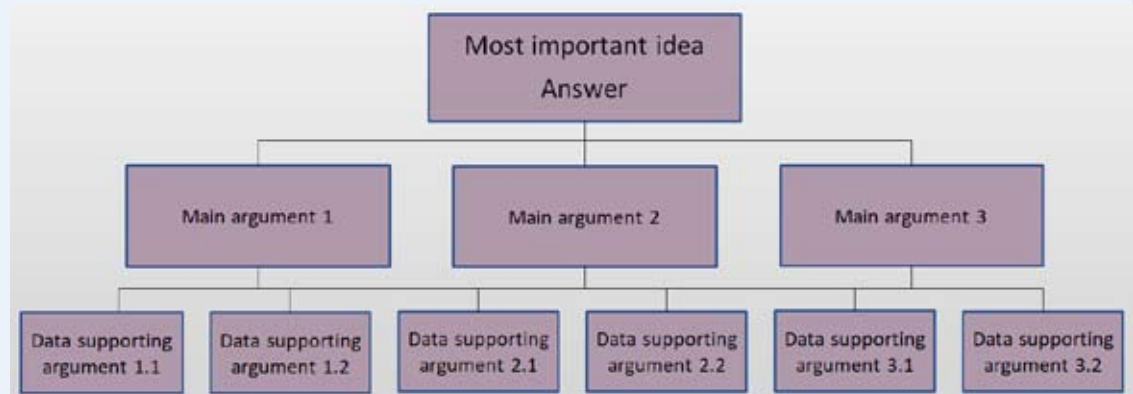 Most important idea
Answer
Main argument 1
Main argument 2
Main argument 3
Data supporting
argument 1.1
Data supporting
argument 1.2
Data supporting
argument 2.1
Data supporting
argument 2.2
Data supporting
argument 3.1
Data supporting
argument 3.2